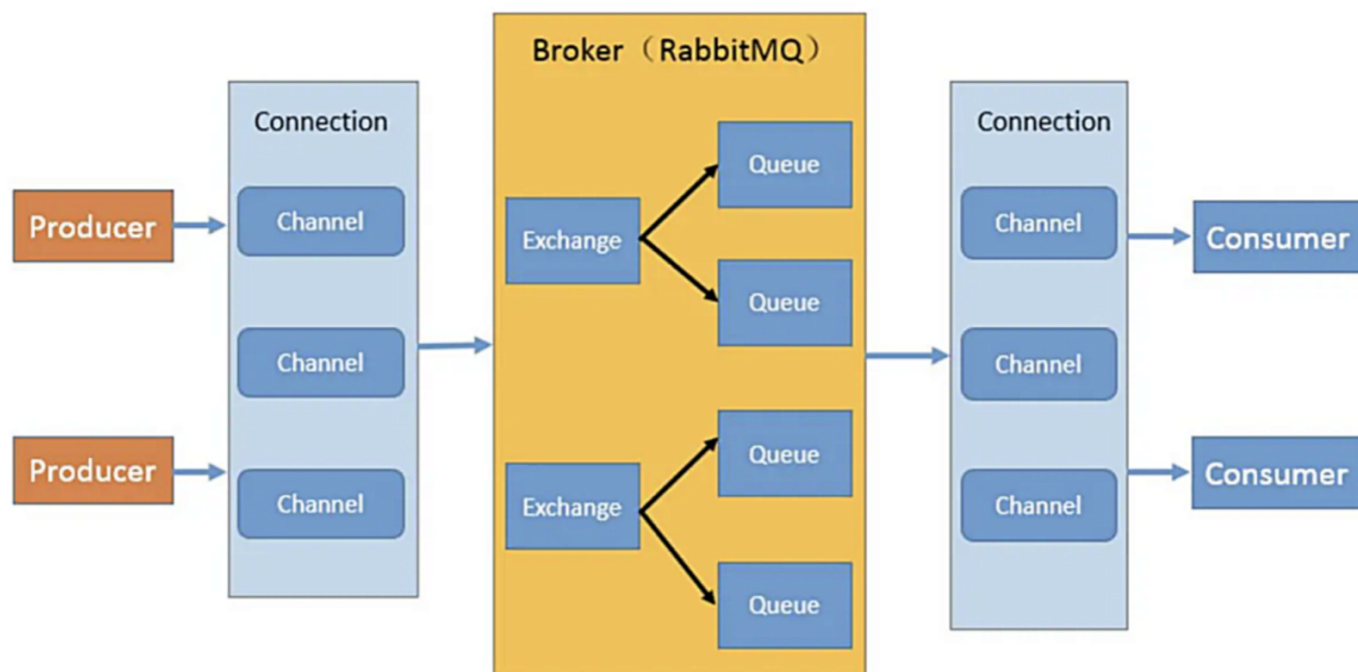 Broker（RabbitMQ）
Connection
Connection
Queue
Channel
Channel
Producer
Exchange
Consumer
Queue
Channel
Channel
Queue
Producer
Consumer
Channel
Exchange
Channel
Queue